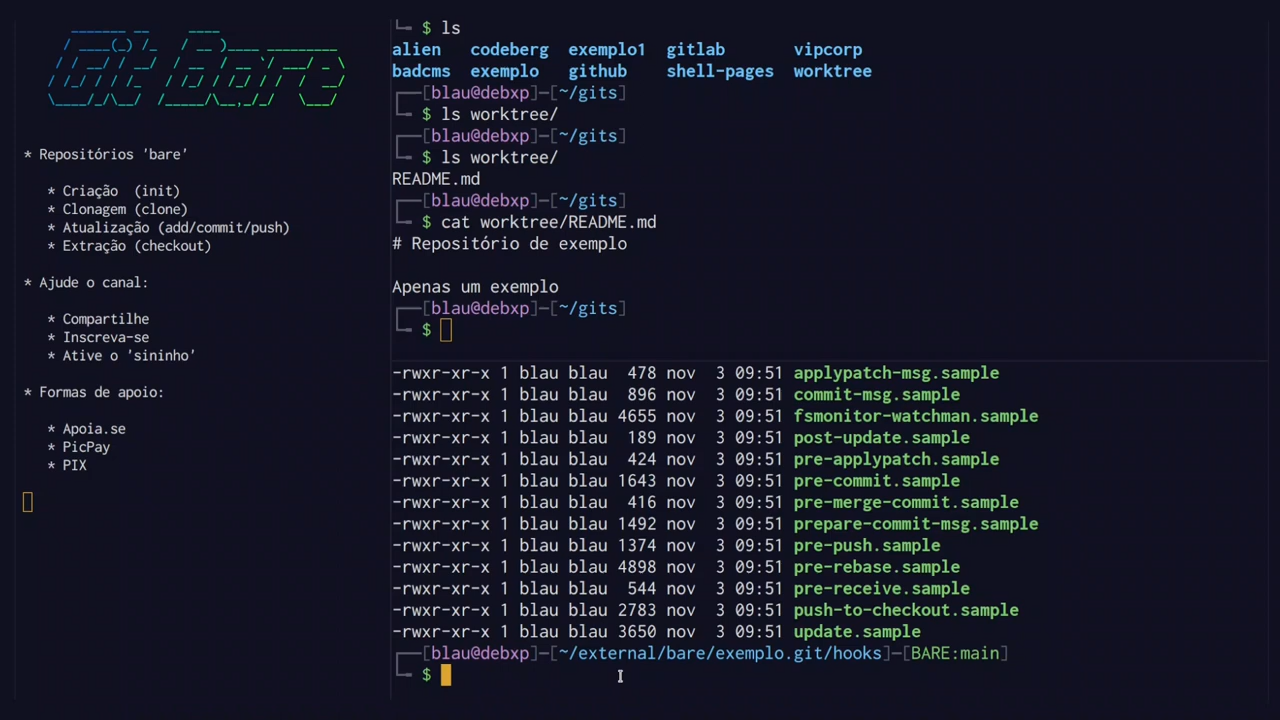 Git Bare
* Repositórios 'bare'
* Criação (init)
* Clonagem (clone)
* Atualização (add/commit/push)
* Extração (checkout)
* Ajude o canal:
* Compartilhe
* Inscreva-se
* Ative o 'sininho'
* Formas de apoio:
* Apoia.se
* PicPay
* PIX
$ ls
alien codeberg exemplo1 gitlab vipcorp
badcms exemplo github shell-pages worktree
[blau@debxp]-[~/gits]
$ ls worktree/
[blau@debxp]-[~/gits]
$ ls worktree/
README.md
[blau@debxp]-[~/gits]
$ cat worktree/README.md
# Repositório de exemplo
Apenas um exemplo
[blau@debxp]-[~/gits]
$
-rwxr-xr-x 1 blau blau 478 nov 3 09:51 applypatch-msg.sample
-rwxr-xr-x 1 blau blau 896 nov 3 09:51 commit-msg.sample
-rwxr-xr-x 1 blau blau 4655 nov 3 09:51 fsmonitor-watchman.sample
-rwxr-xr-x 1 blau blau 189 nov 3 09:51 post-update.sample
-rwxr-xr-x 1 blau blau 424 nov 3 09:51 pre-applypatch.sample
-rwxr-xr-x 1 blau blau 1643 nov 3 09:51 pre-commit.sample
-rwxr-xr-x 1 blau blau 416 nov 3 09:51 pre-merge-commit.sample
-rwxr-xr-x 1 blau blau 1492 nov 3 09:51 prepare-commit-msg.sample
-rwxr-xr-x 1 blau blau 1374 nov 3 09:51 pre-push.sample
-rwxr-xr-x 1 blau blau 4898 nov 3 09:51 pre-rebase.sample
-rwxr-xr-x 1 blau blau 544 nov 3 09:51 pre-receive.sample
-rwxr-xr-x 1 blau blau 2783 nov 3 09:51 push-to-checkout.sample
-rwxr-xr-x 1 blau blau 3650 nov 3 09:51 update.sample
[blau@debxp]-[~/external/bare/exemplo.git/hooks]-[BARE:main]
$